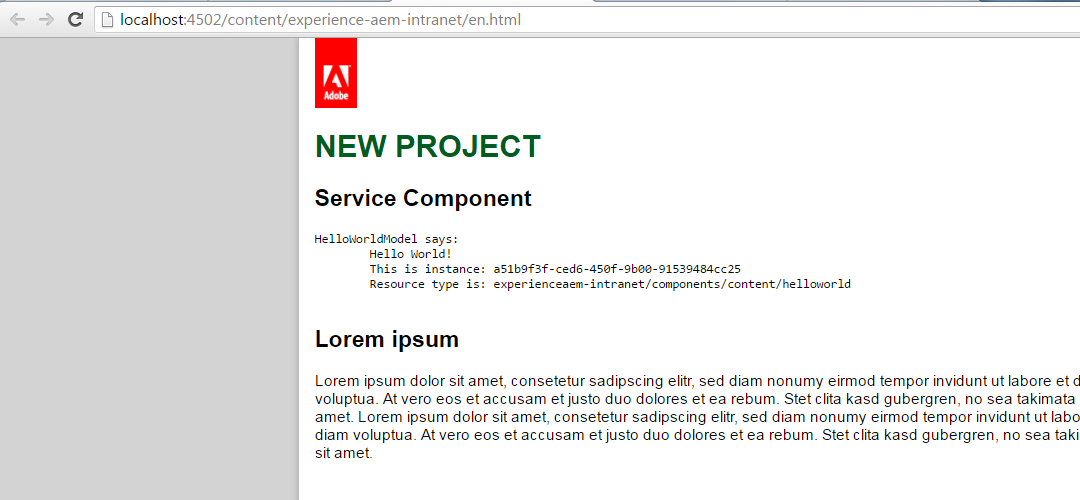 localhost:4502/content/experience-aem-intranet/en.html
Adobe
NEW PROJECT
Service Component
HelloWorldModel says:
Hello World!
This is instance: a51b9f3f-ced6-450f-9b00-91539484cc25
Resource type is: experienceaem-intranet/components/content/helloworld
Lorem ipsum
Lorem ipsum dolor sit amet, consetetur sadipscing elitr, sed diam nonumy eirmod tempor invidunt ut labore et d
voluptua. At vero eos et accusam et justo duo dolores et ea rebum. Stet clita kasd gubergren, no sea takimata
amet. Lorem ipsum dolor sit amet, consetetur sadipscing elitr, sed diam nonumy eirmod tempor invidunt ut labo
diam voluptua. At vero eos et accusam et justo duo dolores et ea rebum. Stet clita kasd gubergren, no sea taki
sit amet.